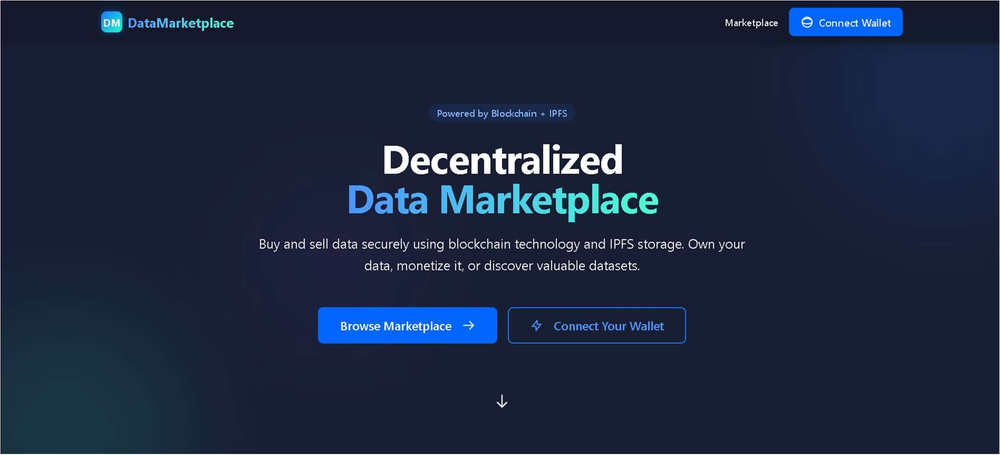 DM DataMarketplace
Marketplace
Connect Wallet
Powered by Blockchain + IPFS
Decentralized
Data Marketplace
Buy and sell data securely using blockchain technology and IPFS storage. Own your
data, monetize it, or discover valuable datasets.
Browse Marketplace
Connect Your Wallet